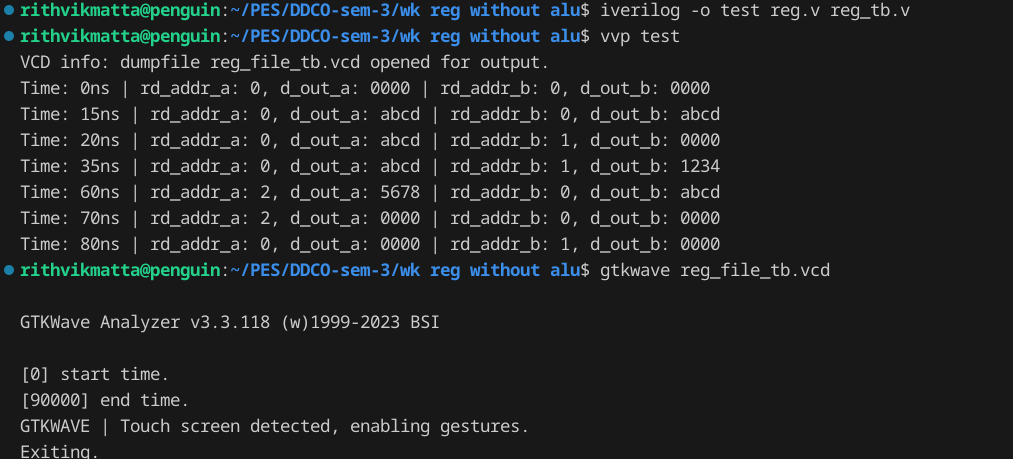 rithvikmatta@penguin:~/PES/DDCO-sem-3/wk reg without alu$ iverilog -o test reg.v reg_tb.v
rithvikmatta@penguin:~/PES/DDCO-sem-3/wk reg without alu$ vvp test
VCD info: dumpfile reg_file_tb.vcd opened for output.
Time: 0ns | rd_addr_a: 0, d_out_a: 0000 | rd_addr_b: 0, d_out_b: 0000
Time: 15ns | rd_addr_a: 0, d_out_a: abcd | rd_addr_b: 0, d_out_b: abcd
Time: 20ns | rd_addr_a: 0, d_out_a: abcd | rd_addr_b: 1, d_out_b: 0000
Time: 35ns | rd_addr_a: 0, d_out_a: abcd | rd_addr_b: 1, d_out_b: 1234
Time: 60ns | rd_addr_a: 2, d_out_a: 5678 | rd_addr_b: 0, d_out_b: abcd
Time: 70ns | rd_addr_a: 2, d_out_a: 0000 | rd_addr_b: 0, d_out_b: 0000
Time: 80ns | rd_addr_a: 0, d_out_a: 0000 | rd_addr_b: 1, d_out_b: 0000
rithvikmatta@penguin:~/PES/DDCO-sem-3/wk reg without alu$ gtkwave reg_file_tb.vcd
GTKWave Analyzer v3.3.118 (w)1999-2023 BSI
[0] start time.
[90000] end time.
GTKWAVE | Touch screen detected, enabling gestures.
Exiting.